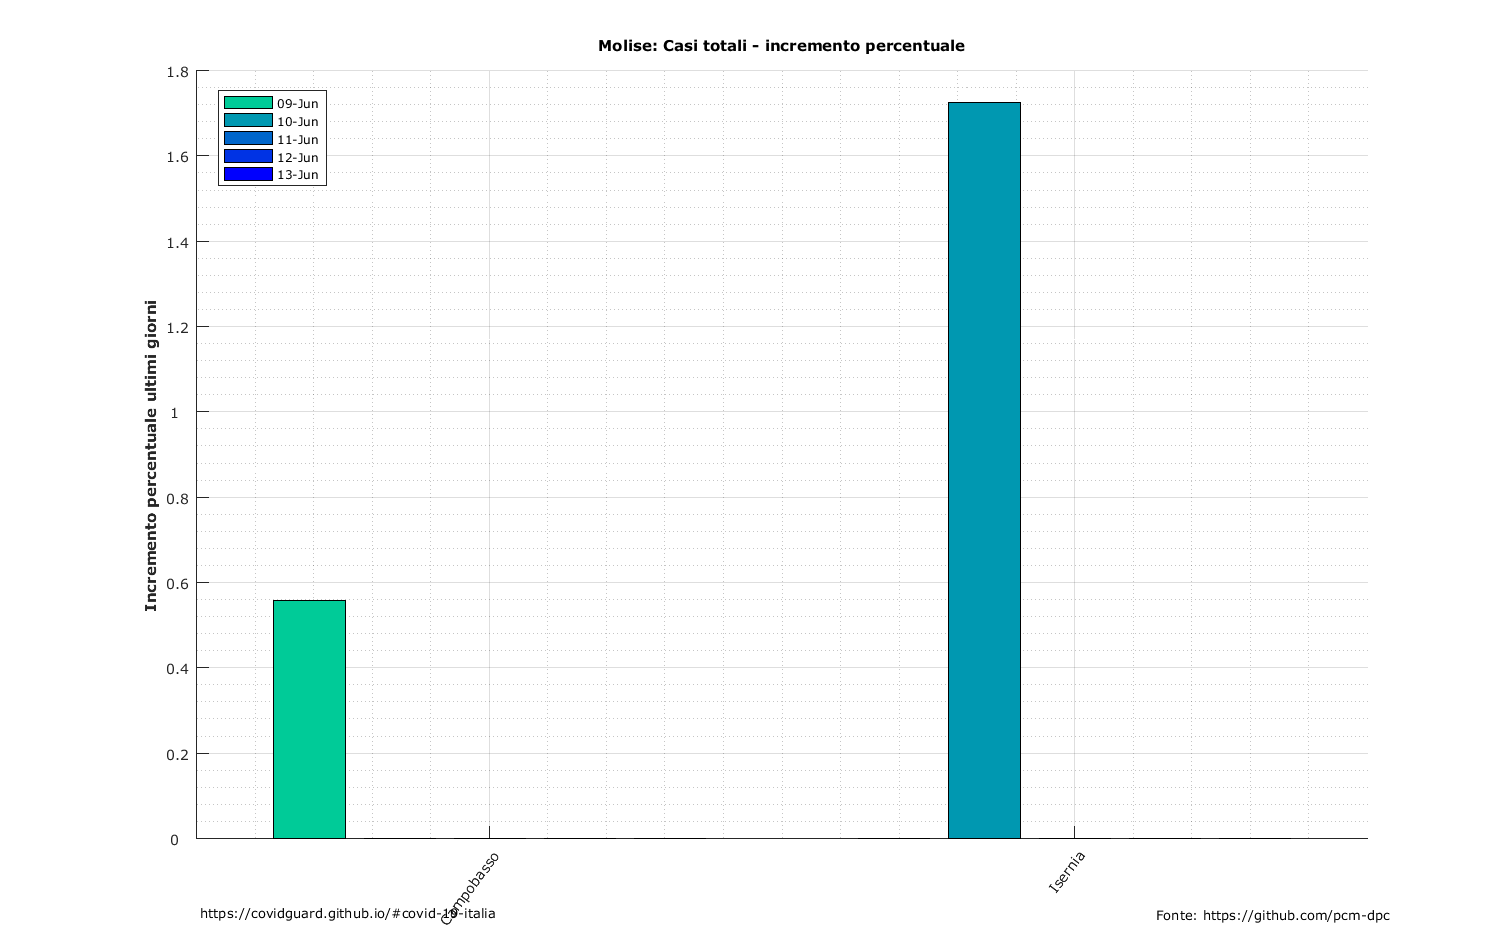 Molise: Casi totali - incremento percentuale
1.8
1.6
1.4
1.2
1
0.8
0.6
0.4
0.2
0
Incremento percentuale ultimi giorni
09-Jun
10-Jun
11-Jun
12-Jun
13-Jun
Campobasso
Isernia
https://covidguard.github.io/#covid-19-italia
Fonte: https://github.com/pcm-dpc